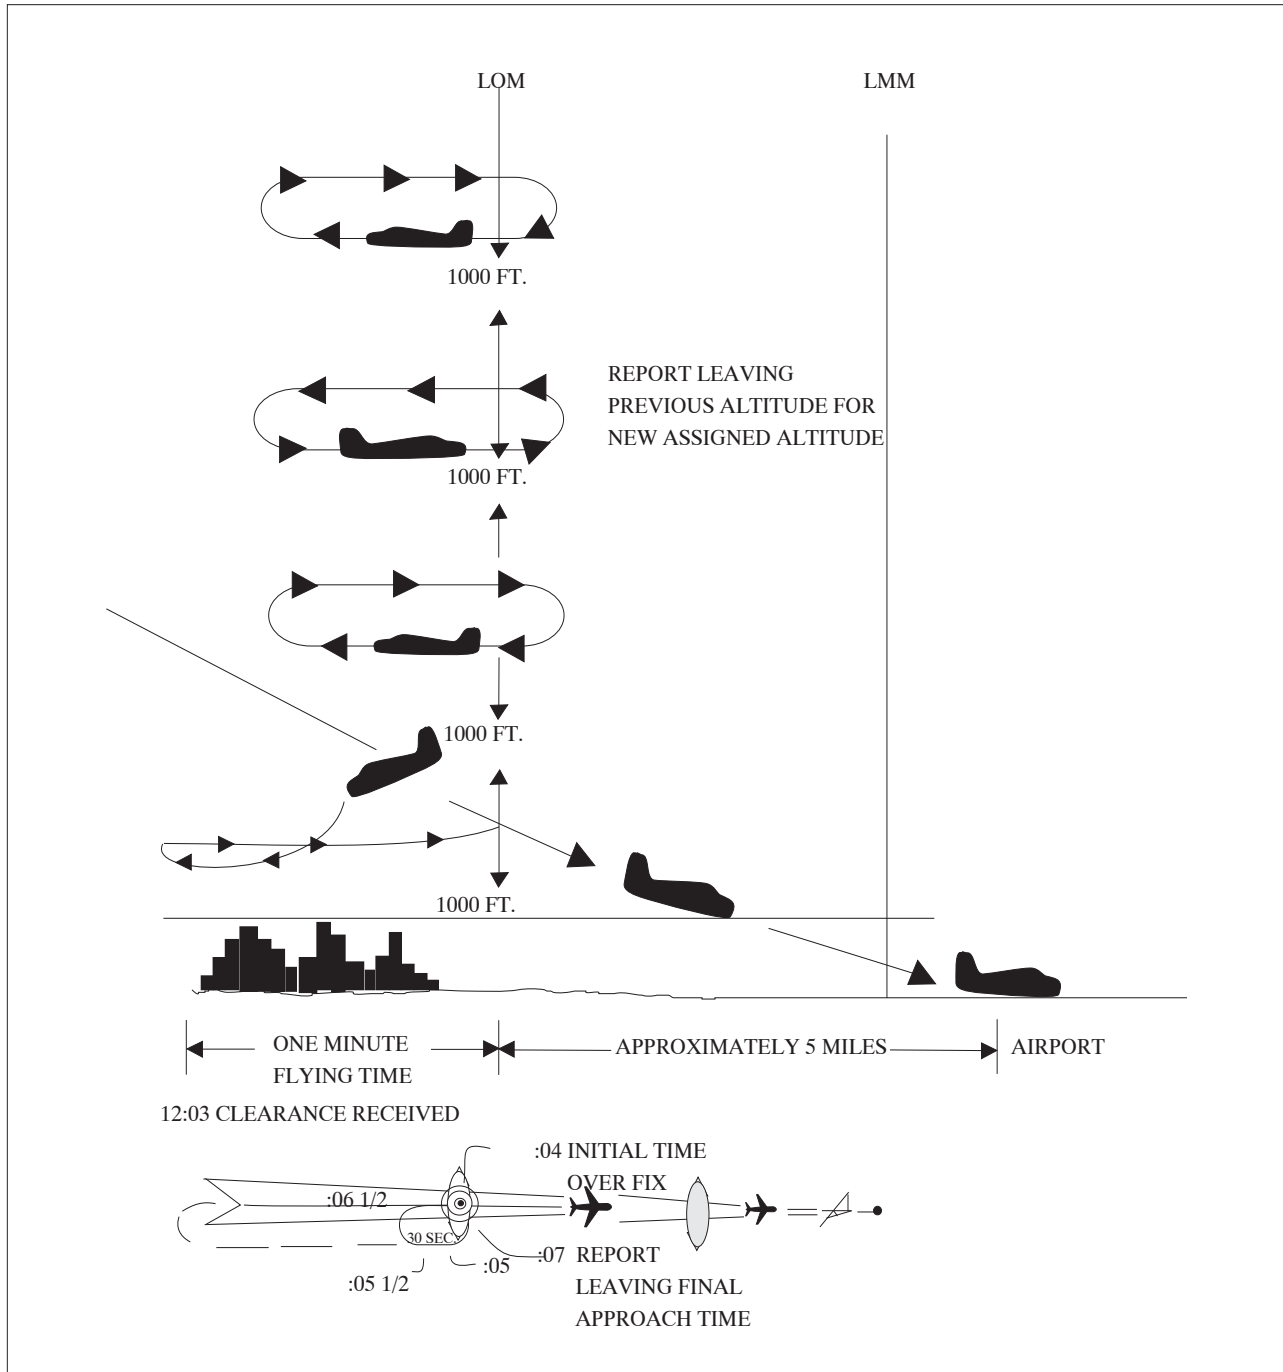 LOM
LMM
1000 FT.
REPORT LEAVING
PREVIOUS ALTITUDE FOR
NEW ASSIGNED ALTITUDE
1000 FT.
1000 FT.
1000 FT.
ONE MINUTE
FLYING TIME
APPROXIMATELY 5 MILES
AIRPORT
12:03 CLEARANCE RECEIVED
:04 INITIAL TIME
OVER FIX
:06 1/2
30 SEC.
:05
:05 1/2
:07 REPORT
LEAVING FINAL
APPROACH TIME